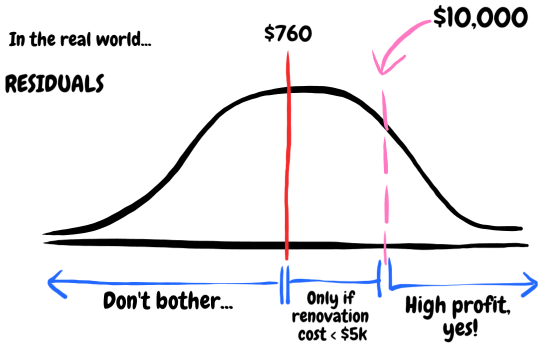 In the real world...
RESIDUALS
$760
$10,000
Don't bother...
Only if
renovation
cost < $5k
High profit,
yes!